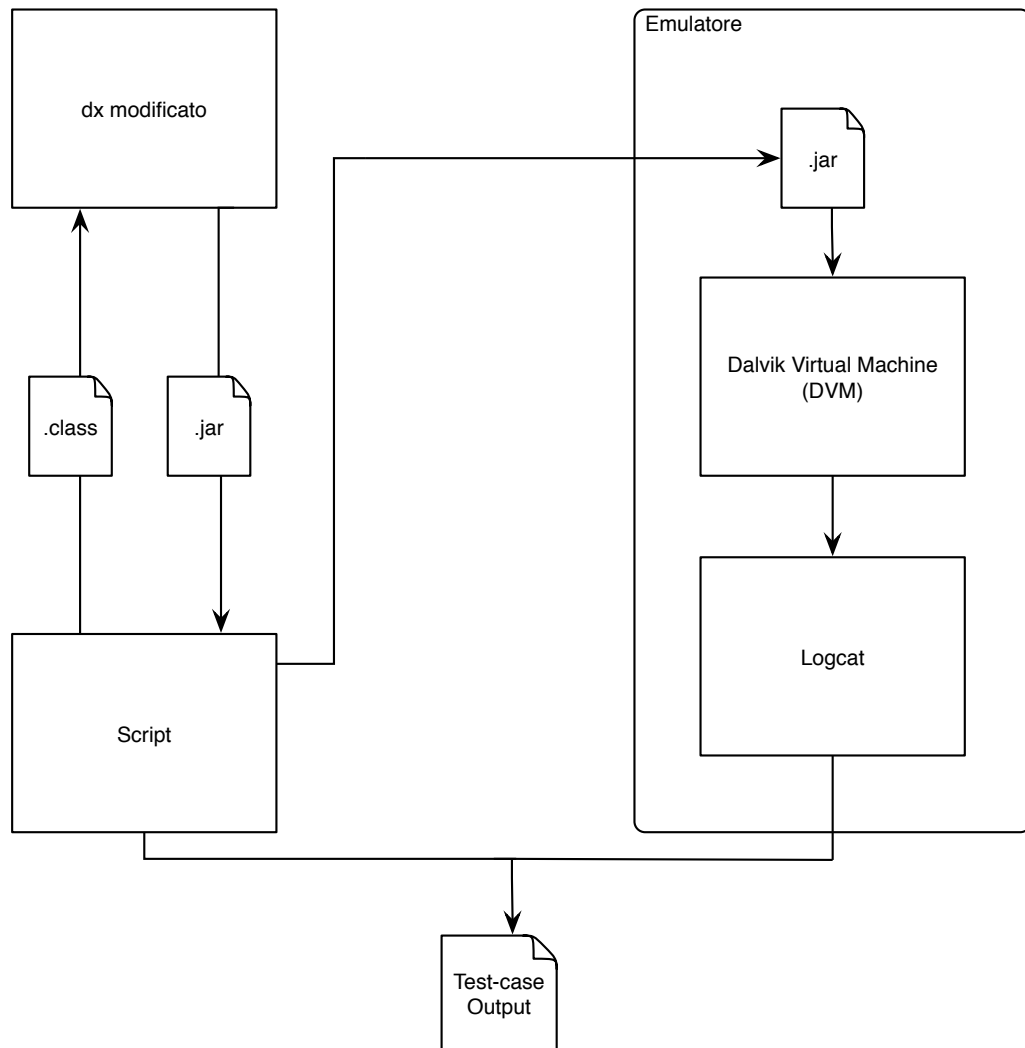 Emulatore
dx modificato
.jar
Dalvik Virtual Machine
(DVM)
.class
.jar
Logcat
Script
Test-case
Output